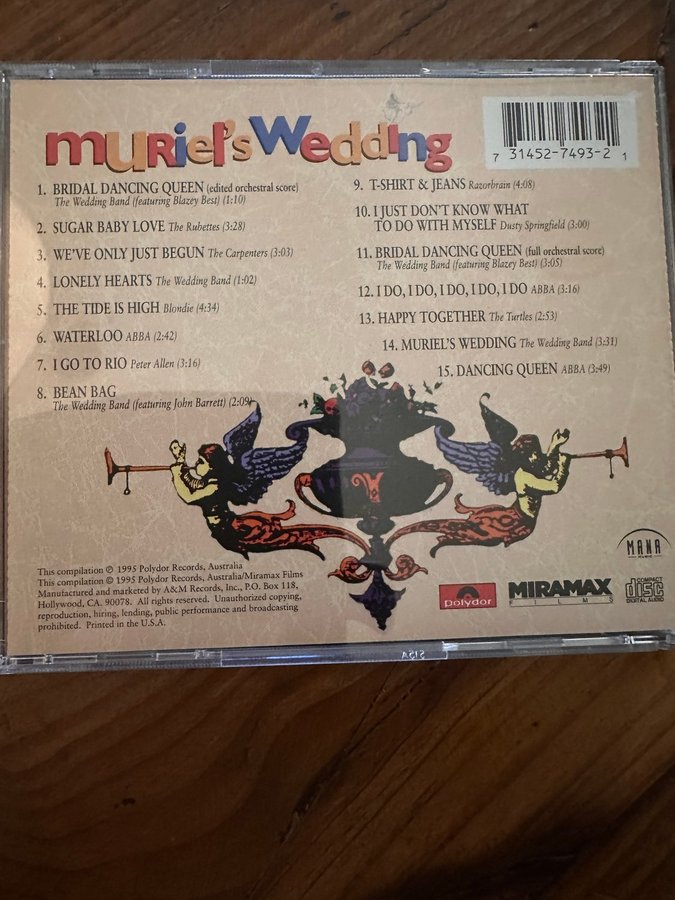 muriel's Wedding
7 31452-7493-2 1
1. BRIDAL DANCING QUEEN (edited orchestral score)
The Wedding Band (featuring Blazey Best) (1:10)
2. SUGAR BABY LOVE The Rubettes (3:28)
3. WE'VE ONLY JUST BEGUN The Carpenters (3:03)
4. LONELY HEARTS The Wedding Band (1:02)
5. THE TIDE IS HIGH Blondie (4:34)
6. WATERLOO ABBA (2:42)
7. I GO TO RIO Peter Allen (3:16)
8. BEAN BAG
The Wedding Band (featuring John Barrett) (2:09)
9. T-SHIRT & JEANS Razorbrain (4:08)
10. I JUST DON'T KNOW WHAT
TO DO WITH MYSELF Dusty Springfield (3:00)
11. BRIDAL DANCING QUEEN (full orchestral score)
The Wedding Band (featuring Blazey Best) (3:05)
12. I DO, I DO, I DO, I DO, I DO ABBA (3:16)
13. HAPPY TOGETHER The Turtles (2:53)
14. MURIEL'S WEDDING The Wedding Band (3:31)
15. DANCING QUEEN ABBA (3:49)
This compilation ℗ 1995 Polydor Records, Australia
This compilation © 1995 Polydor Records, Australia/Miramax Films
Manufactured and marketed by A&M Records, Inc., P.O. Box 118,
Hollywood, CA. 90078. All rights reserved. Unauthorized copying,
reproduction, hiring, lending, public performance and broadcasting
prohibited. Printed in the U.S.A.
polydor
MIRAMAX
FILMS
COMPACT
disc
DIGITAL AUDIO
MANA
MUSIC